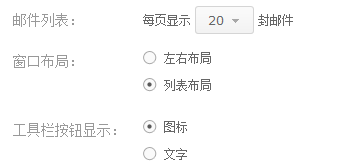 邮件列表： 每页显示 20 封邮件
窗口布局： 左右布局
列表布局
工具栏按钮显示： 图标
文字